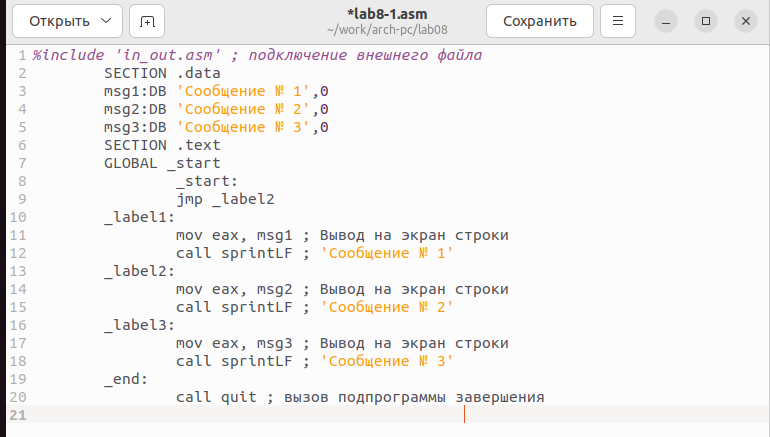 Открыть
*lab8-1.asm
~/work/arch-pc/lab08
Сохранить
1 %include 'in_out.asm' ; подключение внешнего файла
2 SECTION .data
3 msg1:DB 'Сообщение № 1',0
4 msg2:DB 'Сообщение № 2',0
5 msg3:DB 'Сообщение № 3',0
6 SECTION .text
7 GLOBAL _start
8 _start:
9 jmp _label2
10 _label1:
11 mov eax, msg1 ; Вывод на экран строки
12 call sprintLF ; 'Сообщение № 1'
13 _label2:
14 mov eax, msg2 ; Вывод на экран строки
15 call sprintLF ; 'Сообщение № 2'
16 _label3:
17 mov eax, msg3 ; Вывод на экран строки
18 call sprintLF ; 'Сообщение № 3'
19 _end:
20 call quit ; вызов подпрограммы завершения
21